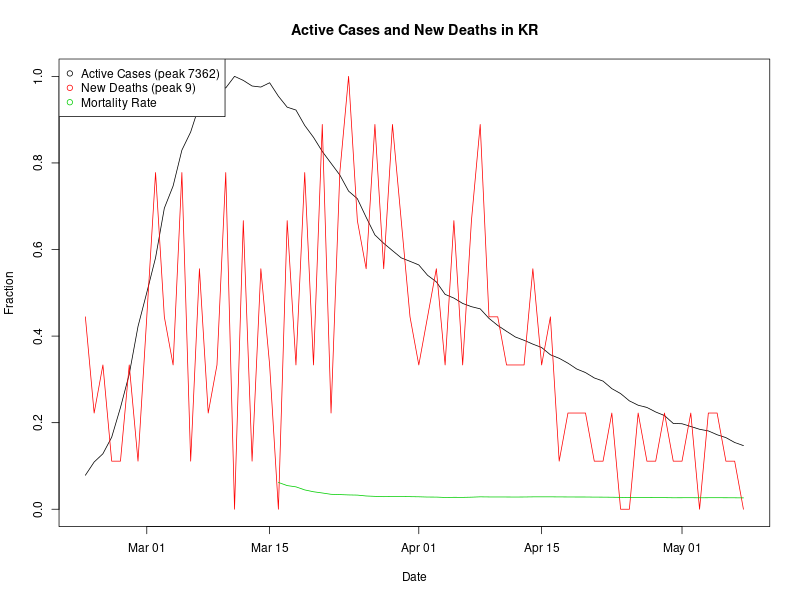 Active Cases and New Deaths in KR
Active Cases (peak 7362)
New Deaths (peak 9)
Mortality Rate
Fraction
1.0
0.8
0.6
0.4
0.2
0.0
Mar 01 Mar 15 Apr 01 Apr 15 May 01
Date